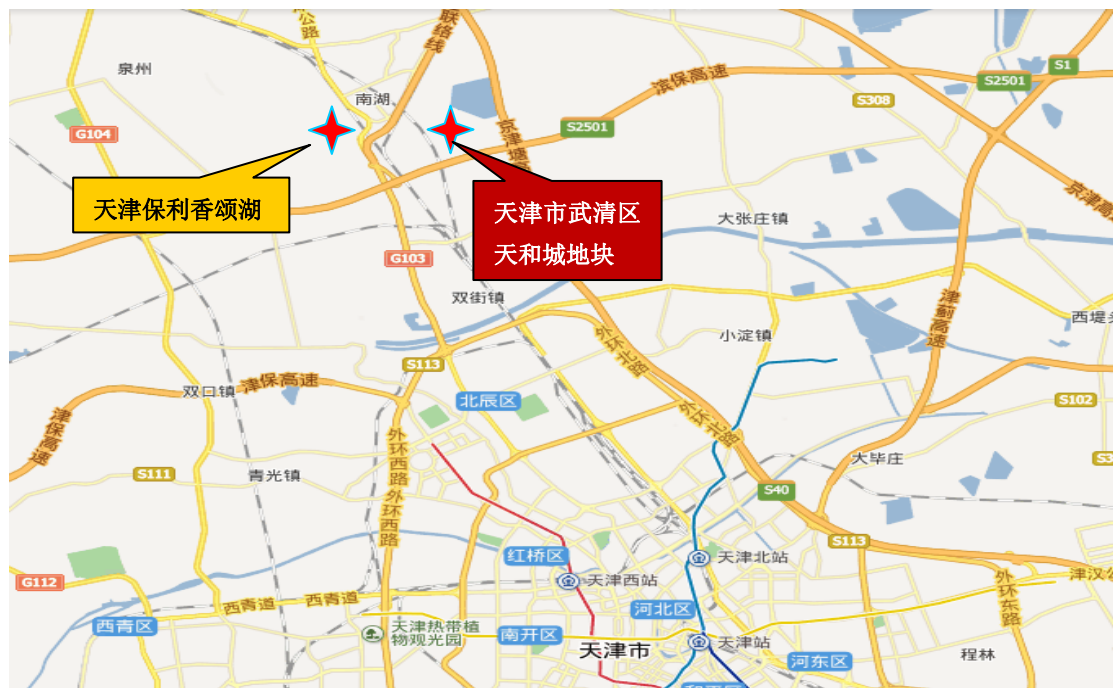 公路
联络线
泉州
南湖
滨保高速
S1
S2501
S308
G104
S2501
京津塘高
天津保利香颂湖
天津市武清区
天和城地块
京津高
大张庄镇
G103
双街镇
津蓟高速
西堤头
外环北路
小淀镇
S113
津保高速
双口镇
北辰区
S102
津保高速
外环北路
外环西路
大毕庄
S111
青光镇
S3
外环西路
S40
S113
红桥区
天津北站
G112
天津西站
津汉公
外环东路
西青道
西青道
河北区
西青区
天津热带植
物观光园
南开区
天津站
天津市
河东区
程林
和平区